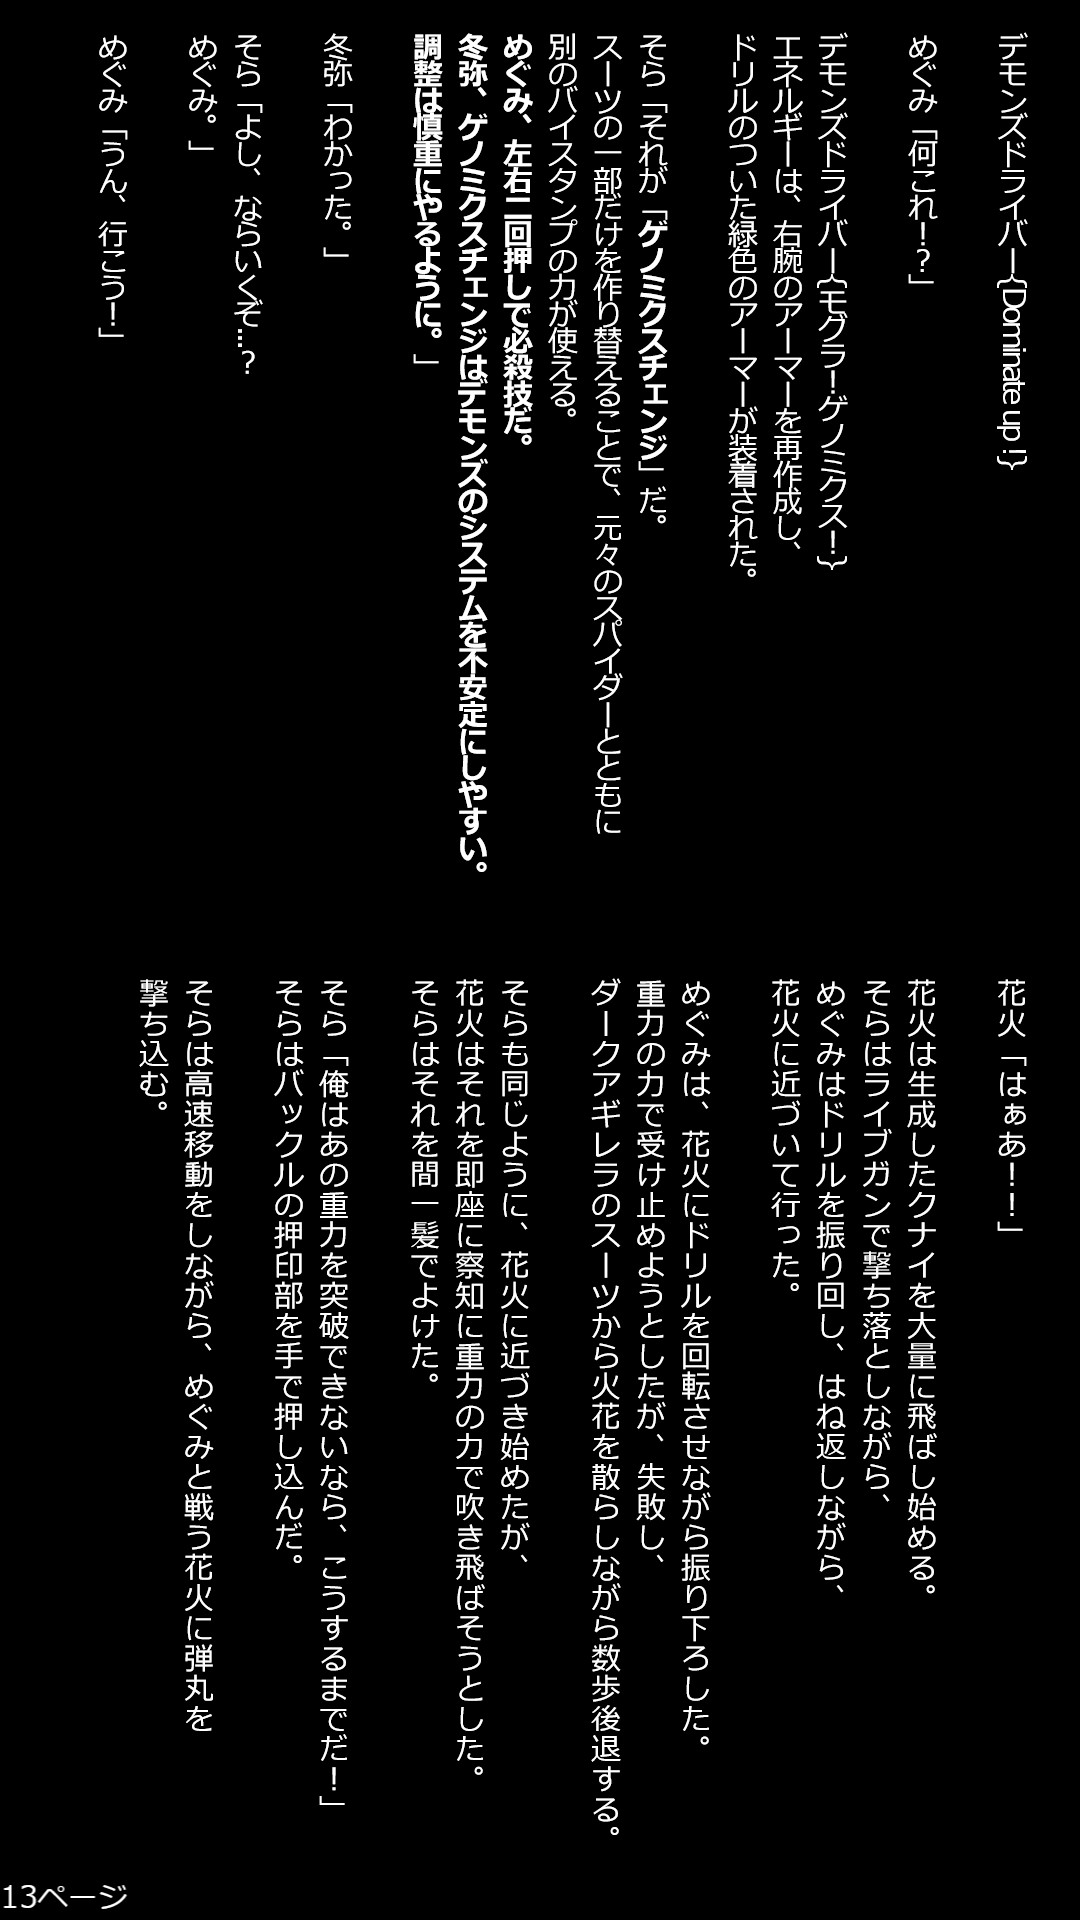 デモンズドライバー{Dominate up !}
めぐみ「何これ！?」
デモンズドライバー{モグラ！ゲノミクス！}
エネルギーは、右腕のアーマーを再作成し、
ドリルのついた緑色のアーマーが装着された。
そら「それが「ゲノミクスチェンジ」だ。
スーツの一部だけを作り替えることで、元々のスパイダーとともに
別のバイスタンプの力が使える。
めぐみ、左右二回押しで必殺技だ。
冬弥、ゲノミクスチェンジはデモンズのシステムを不安定にしやすい。
調整は慎重にやるように。」
冬弥「わかった。」
そら「よし、ならいくぞ…?
めぐみ。」
めぐみ「うん、行こう！」
花火「はぁあ！！」
花火は生成したクナイを大量に飛ばし始める。
そらはライブガンで撃ち落としながら、
めぐみはドリルを振り回し、はね返しながら、
花火に近づいて行った。
めぐみは、花火にドリルを回転させながら振り下ろした。
重力の力で受け止めようとしたが、失敗し、
ダークアギレラのスーツから火花を散らしながら数歩後退する。
そらも同じように、花火に近づき始めたが、
花火はそれを即座に察知に重力の力で吹き飛ばそうとした。
そらはそれを間一髪でよけた。
そら「俺はあの重力を突破できないなら、こうするまでだ！」
そらはバックルの押印部を手で押し込んだ。
そらは高速移動をしながら、めぐみと戦う花火に弾丸を
撃ち込む。
13ページ